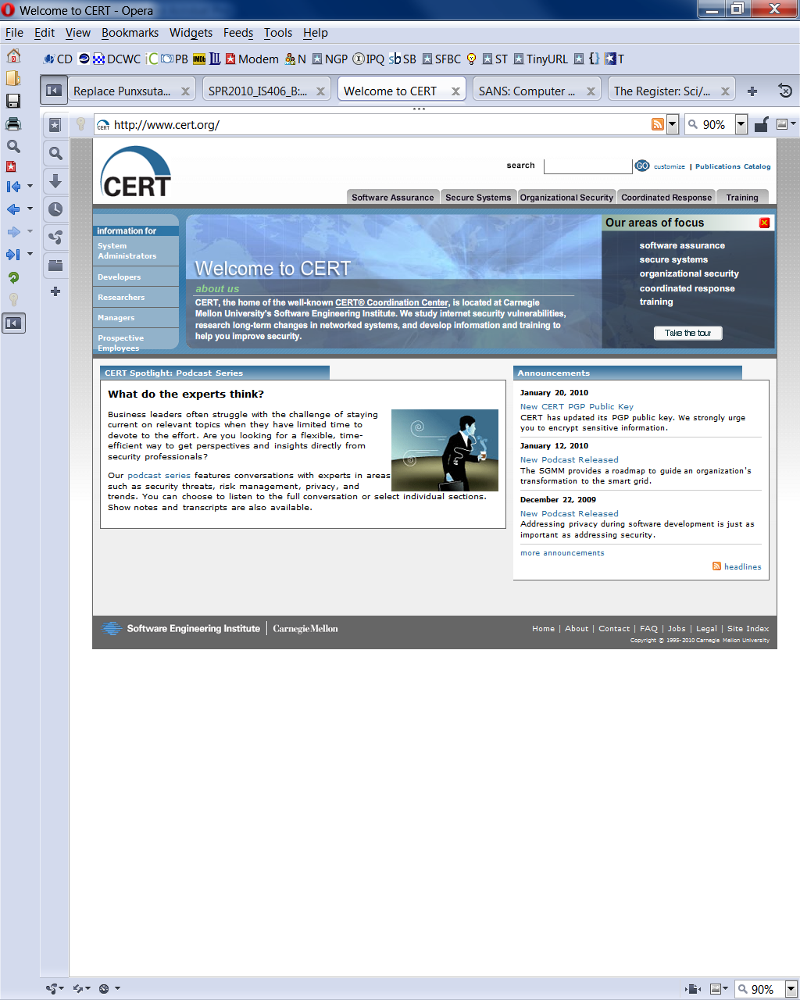 Welcome to CERT - Opera
File Edit View Bookmarks Widgets Feeds Tools Help
CD DCWC PB IMDb Modem N NGP IPQ sb SB SFBC ST TinyURL {} T
Replace Punxsuta... SPR2010_IS406_B:... Welcome to CERT SANS: Computer ... The Register: Sci/...
CERT http://www.cert.org/ 90%
CERT
search GO customize | Publications Catalog
Software Assurance Secure Systems Organizational Security Coordinated Response Training
information for
System
Administrators
Developers
Researchers
Managers
Prospective
Employees
Welcome to CERT
about us
CERT, the home of the well-known CERT® Coordination Center, is located at Carnegie
Mellon University's Software Engineering Institute. We study internet security vulnerabilities,
research long-term changes in networked systems, and develop information and training to
help you improve security.
Our areas of focus
software assurance
secure systems
organizational security
coordinated response
training
Take the tour
CERT Spotlight: Podcast Series
What do the experts think?
Business leaders often struggle with the challenge of staying
current on relevant topics when they have limited time to
devote to the effort. Are you looking for a flexible, time-
efficient way to get perspectives and insights directly from
security professionals?
Our podcast series features conversations with experts in areas
such as security threats, risk management, privacy, and
trends. You can choose to listen to the full conversation or select individual sections.
Show notes and transcripts are also available.
Announcements
January 20, 2010
New CERT PGP Public Key
CERT has updated its PGP public key. We strongly urge
you to encrypt sensitive information.
January 12, 2010
New Podcast Released
The SGMM provides a roadmap to guide an organization's
transformation to the smart grid.
December 22, 2009
New Podcast Released
Addressing privacy during software development is just as
important as addressing security.
more announcements
headlines
Software Engineering Institute | Carnegie Mellon
Home | About | Contact | FAQ | Jobs | Legal | Site Index
Copyright © 1995-2010 Carnegie Mellon University
90%